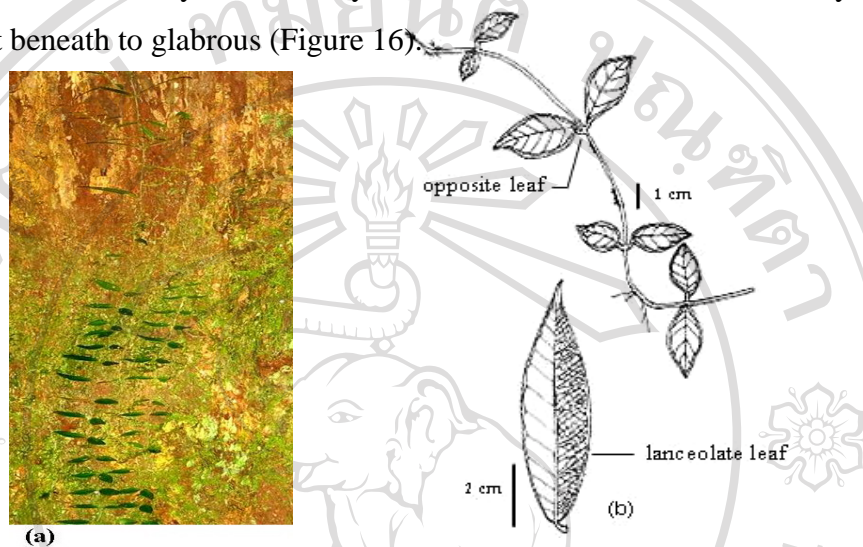 t beneath to glabrous (Figure 16).
opposite leaf
1 cm
lanceolate leaf
2 cm
(b)
(a)